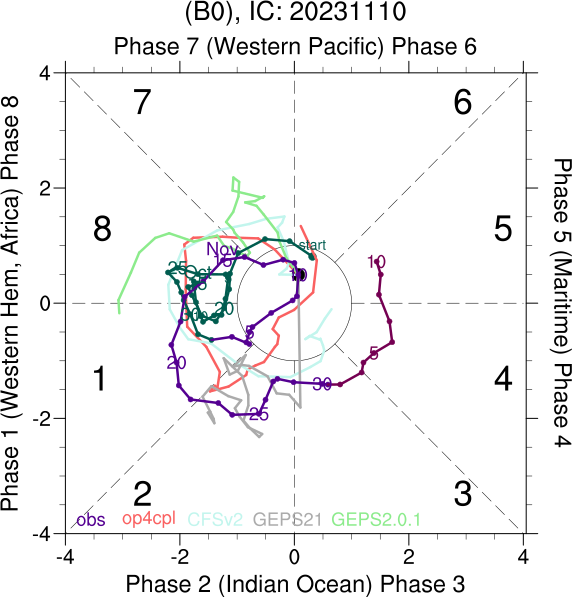 (B0), IC: 20231110
Phase 7 (Western Pacific) Phase 6
Phase 1 (Western Hem, Africa) Phase 8
Phase 5 (Maritime) Phase 4
4
2
0
-2
-4
7
6
8
5
1
4
2
3
start
Nov
25
10
20
5
5
20
25
30
obs
op4cpl
CFSv2
GEPS21
GEPS2.0.1
-4
-2
0
2
4
Phase 2 (Indian Ocean) Phase 3